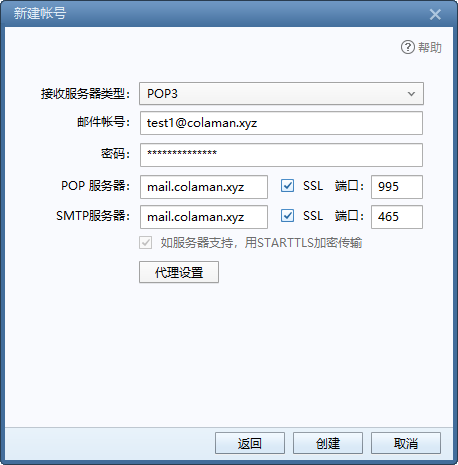 新建帐号
帮助
接收服务器类型: POP3
邮件帐号: test1@colaman.xyz
密码: **************
POP 服务器: mail.colaman.xyz SSL 端口: 995
SMTP服务器: mail.colaman.xyz SSL 端口: 465
如服务器支持，用STARTTLS加密传输
代理设置
返回 创建 取消